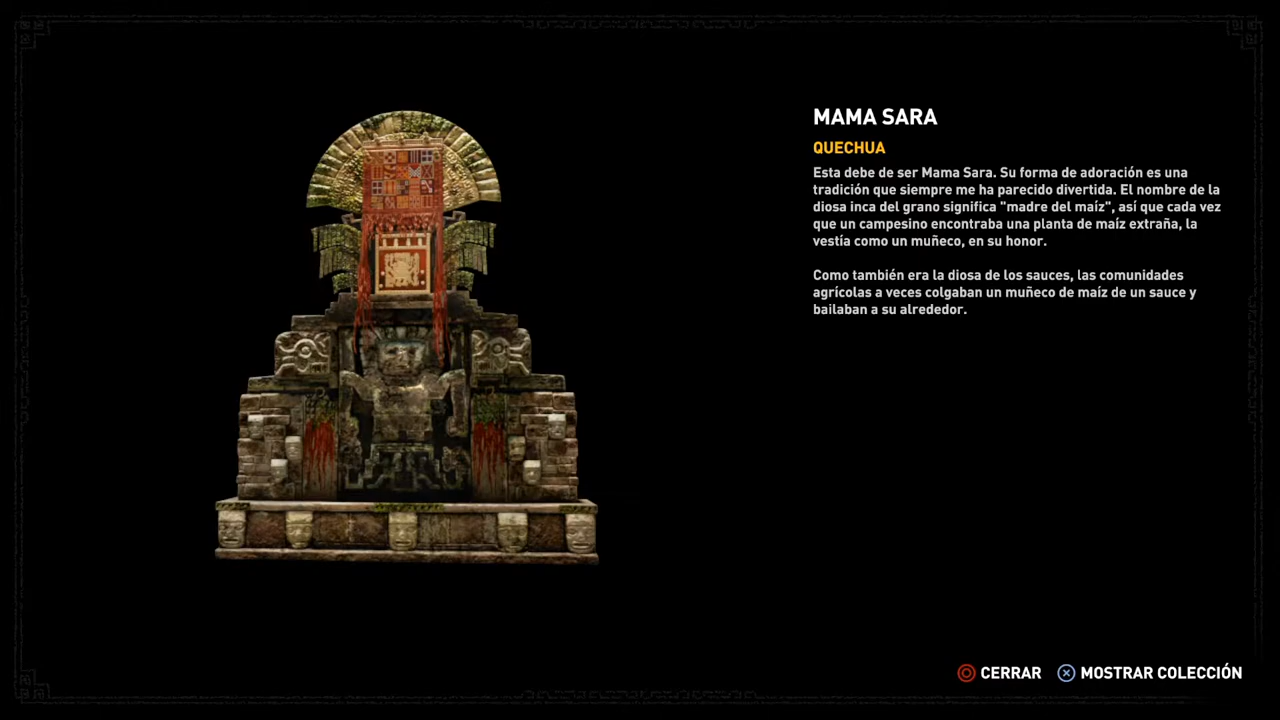 MAMA SARA
QUECHUA
Esta debe de ser Mama Sara. Su forma de adoración es una
tradición que siempre me ha parecido divertida. El nombre de la
diosa inca del grano significa "madre del maíz", así que cada vez
que un campesino encontraba una planta de maíz extraña, la
vestía como un muñeco, en su honor.
Como también era la diosa de los sauces, las comunidades
agrícolas a veces colgaban un muñeco de maíz de un sauce y
bailaban a su alrededor.
CERRAR MOSTRAR COLECCIÓN